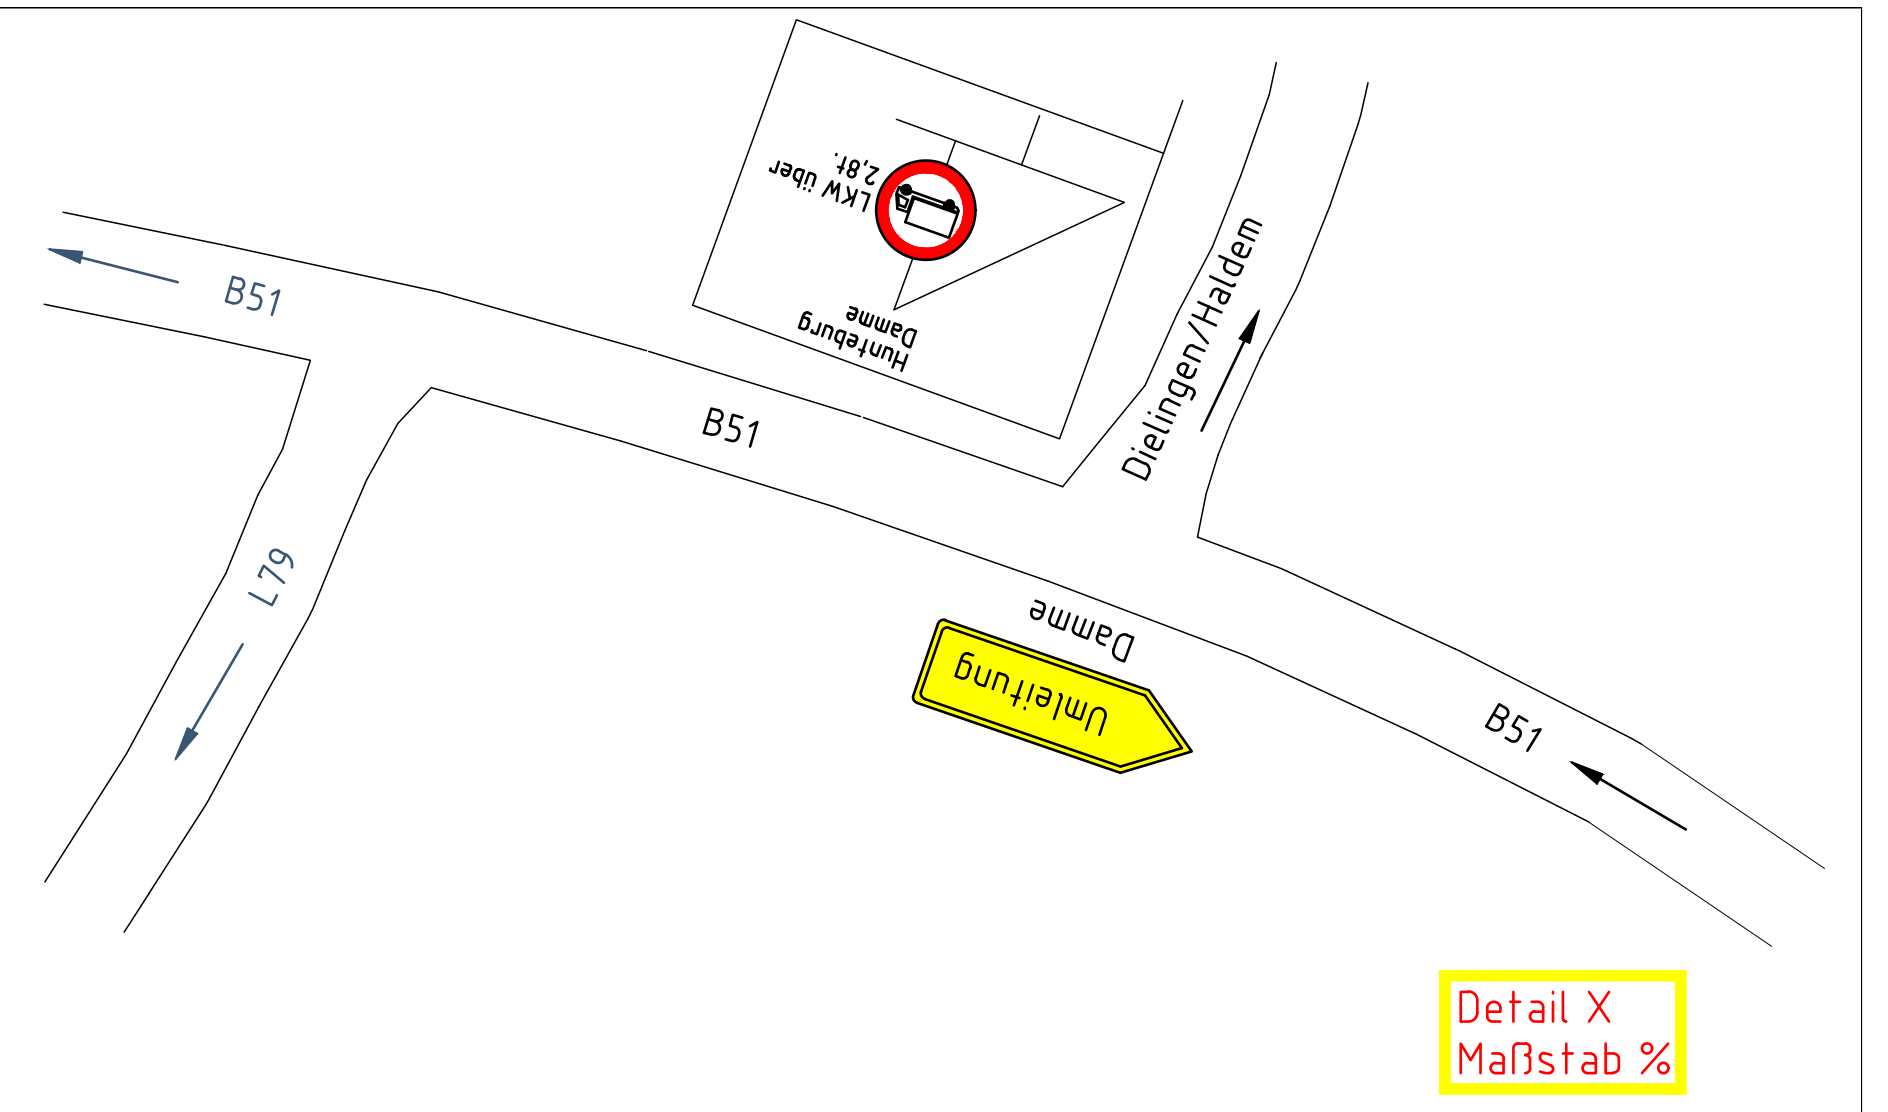 LKW über
2,8t.
Hunteburg
Damme
B51
B51
Dielingen/Haldem
L79
Damme
Umleitung
B51
Detail X
Maßstab %